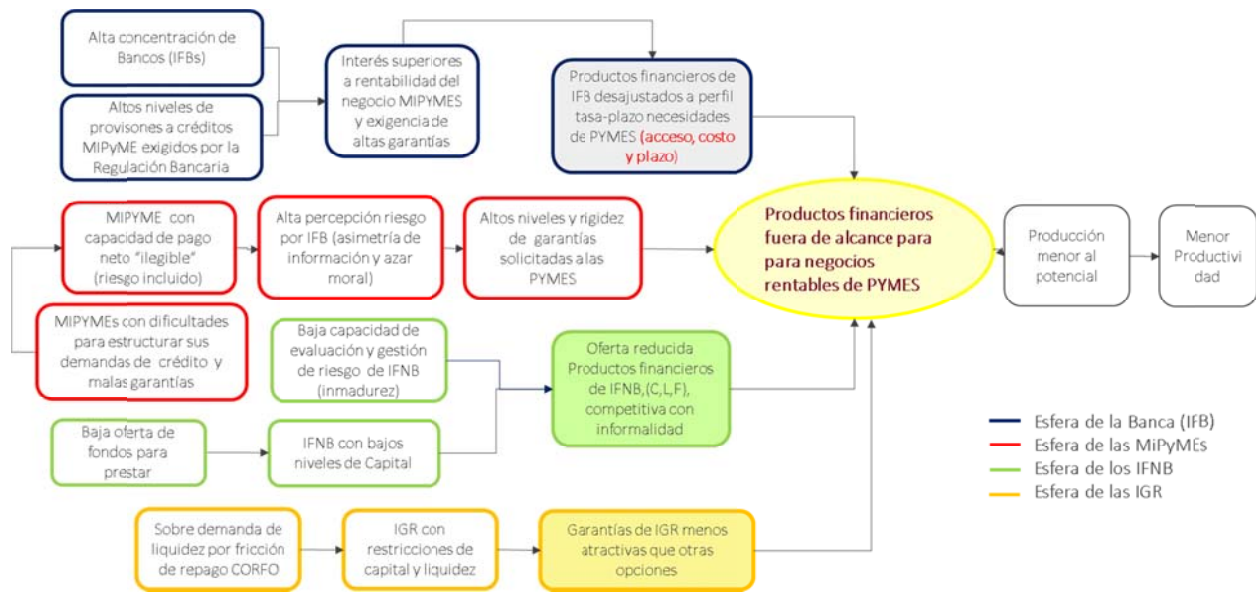 Alta concentración de
Bancos (IFBs)
Altos niveles de
provisones a créditos
MIPyME exigidos por la
Regulación Bancaria
Interés superiores
a rentabilidad del
negocio MIPYMES
y exigencia de
altas garantías
Productos financieros de
IFB desajustados a perfil
tasa-plazo necesidades
de PYMES (acceso, costo
y plazo)
MIPYME con
capacidad de pago
neto "ilegible"
(riesgo incluido)
Alta percepción riesgo
por IFB (asimetría de
información y azar
moral)
Altos niveles y rigidez
de garantías
solicitadas alas
PYMES
Productos financieros
fuera de alcance para
para negocios
rentables de PYMES
Producción
menor al
potencial
Menor
Productivi
dad
MIPYMEs con dificultades
para estructurar sus
demandas de crédito y
malas garantías
Baja capacidad de
evaluación y gestión
de riesgo de IFNB
(inmadurez)
Oferta reducida
Productos financieros
de IFNB,(C,L,F),
competitiva con
informalidad
Baja oferta de
fondos para
prestar
IFNB con bajos
niveles de Capital
Sobre demanda de
liquidez por fricción
de repago CORFO
IGR con
restricciones de
capital y liquidez
Garantías de IGR menos
atractivas que otras
opciones
Esfera de la Banca (IFB)
Esfera de las MiPyMEs
Esfera de los IFNB
Esfera de las IGR